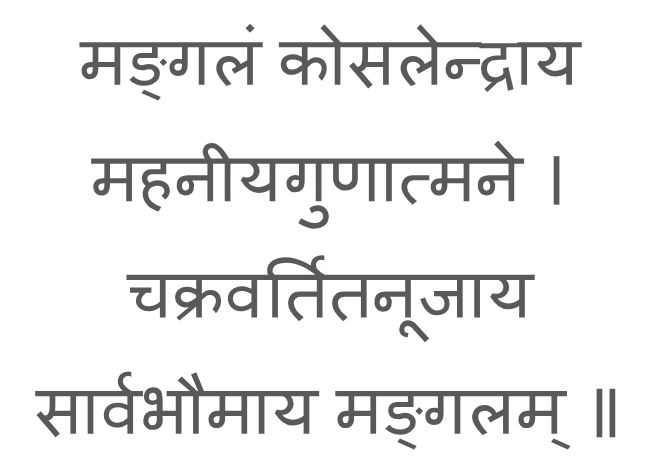 मङ्गलं कोसलेन्द्राय
महनीयगुणात्मने ।
चक्रवर्तितनूजाय
सार्वभौमाय मङ्गलम् ॥